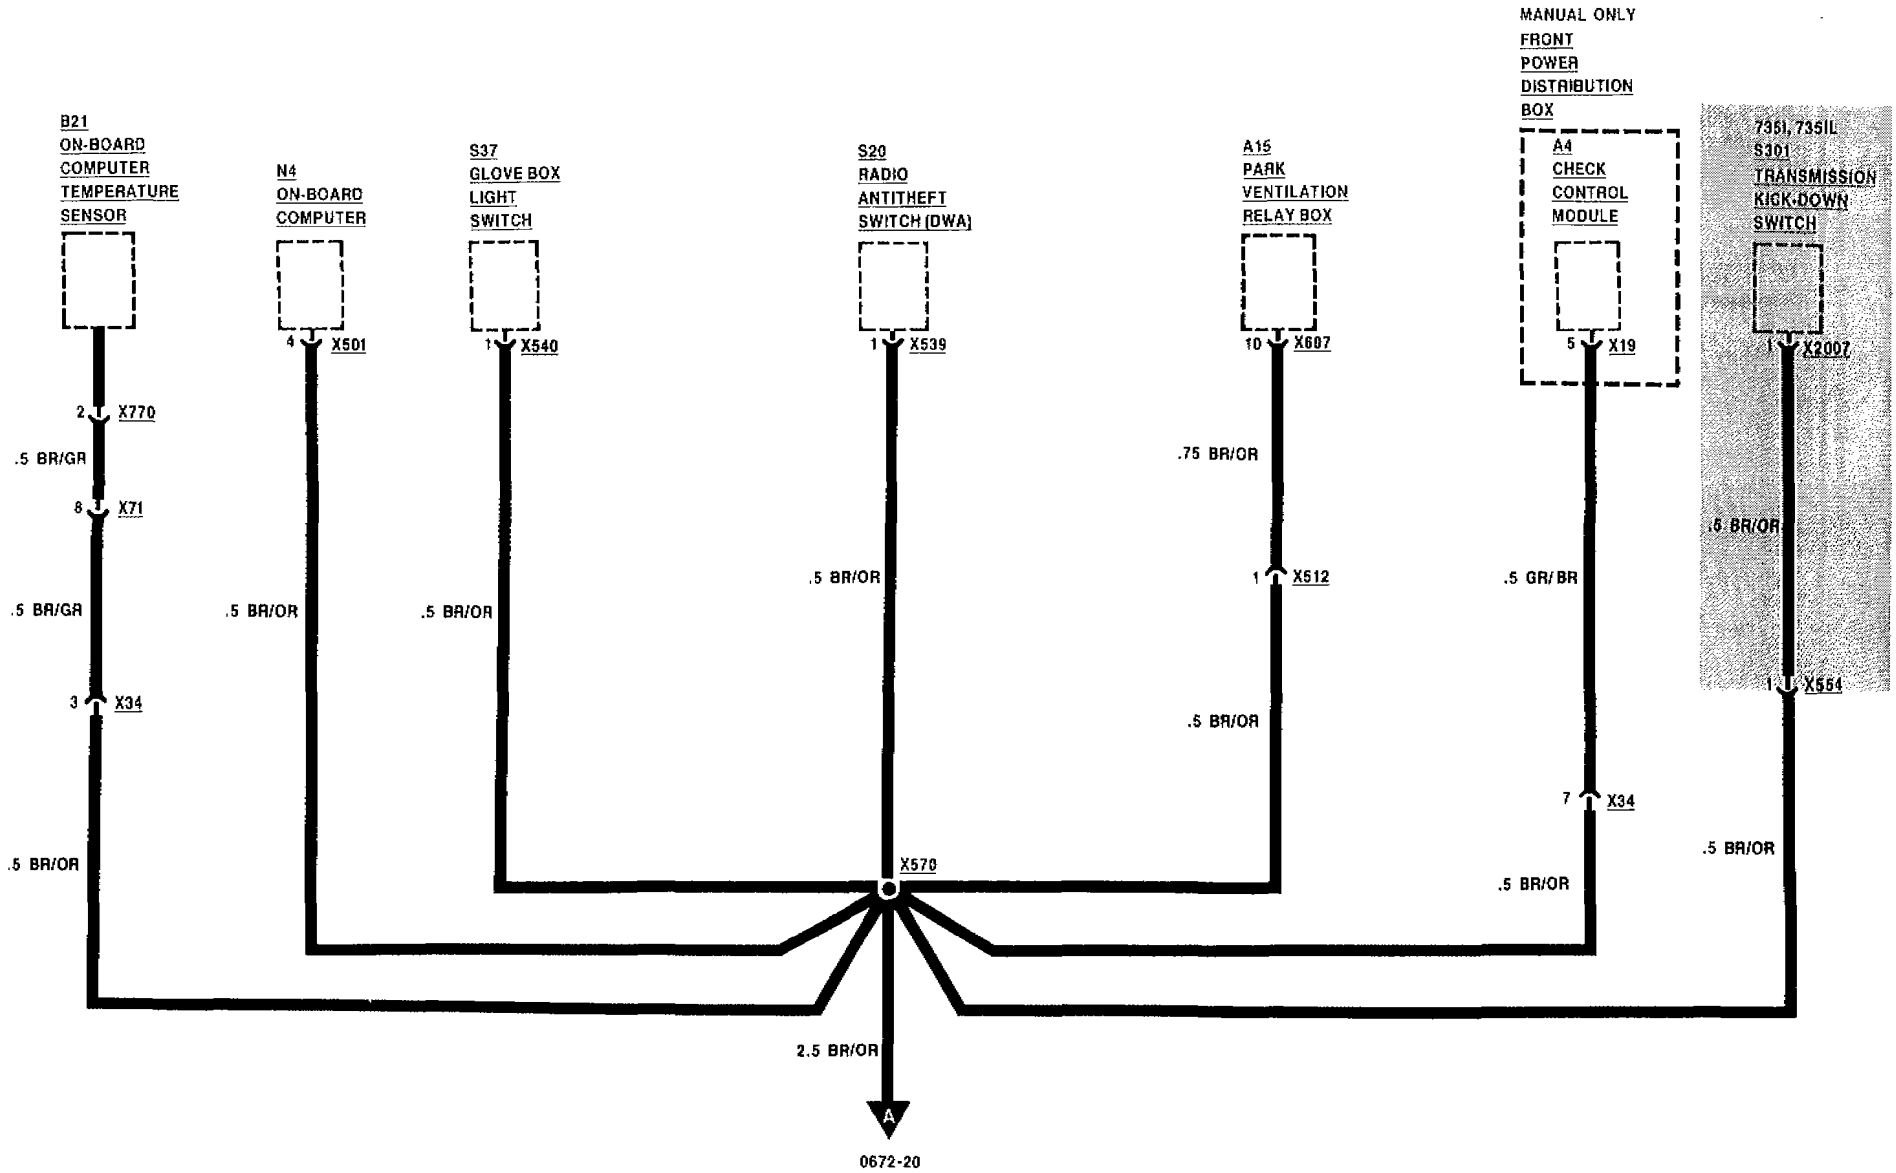 MANUAL ONLY
FRONT
POWER
DISTRIBUTION
BOX
B21
ON-BOARD
COMPUTER
TEMPERATURE
SENSOR
N4
ON-BOARD
COMPUTER
S37
GLOVE BOX
LIGHT
SWITCH
S20
RADIO
ANTITHEFT
SWITCH (DWA)
A15
PARK
VENTILATION
RELAY BOX
A4
CHECK
CONTROL
MODULE
735I, 735IL
S301
TRANSMISSION
KICK-DOWN
SWITCH
4 X501
1 X540
1 X539
10 X607
5 X19
1 X2007
2 X770
.5 BR/GR
.75 BR/OR
8 X71
.5 BR/OR
1 X512
.5 BR/OR
.5 GR/BR
.5 BR/GR
.5 BR/OR
.5 BR/OR
1 X554
3 X34
.5 BR/OR
7 X34
.5 BR/OR
.5 BR/OR
X570
.5 BR/OR
2.5 BR/OR
A
0672-20